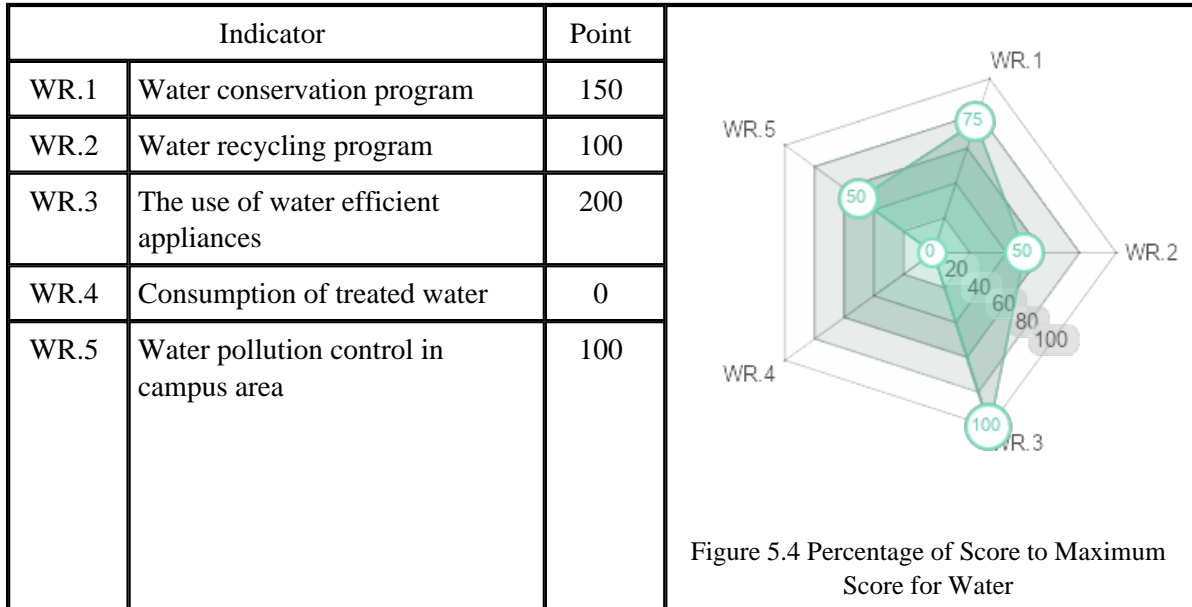 Indicator Point
WR.1 Water conservation program 150
WR.2 Water recycling program 100
WR.3 The use of water efficient
appliances 200
WR.4 Consumption of treated water 0
WR.5 Water pollution control in
campus area 100
WR.1
75
WR.5
50
0
50
WR.2
20
40
60
80
100
WR.4
100
WR.3
Figure 5.4 Percentage of Score to Maximum
Score for Water